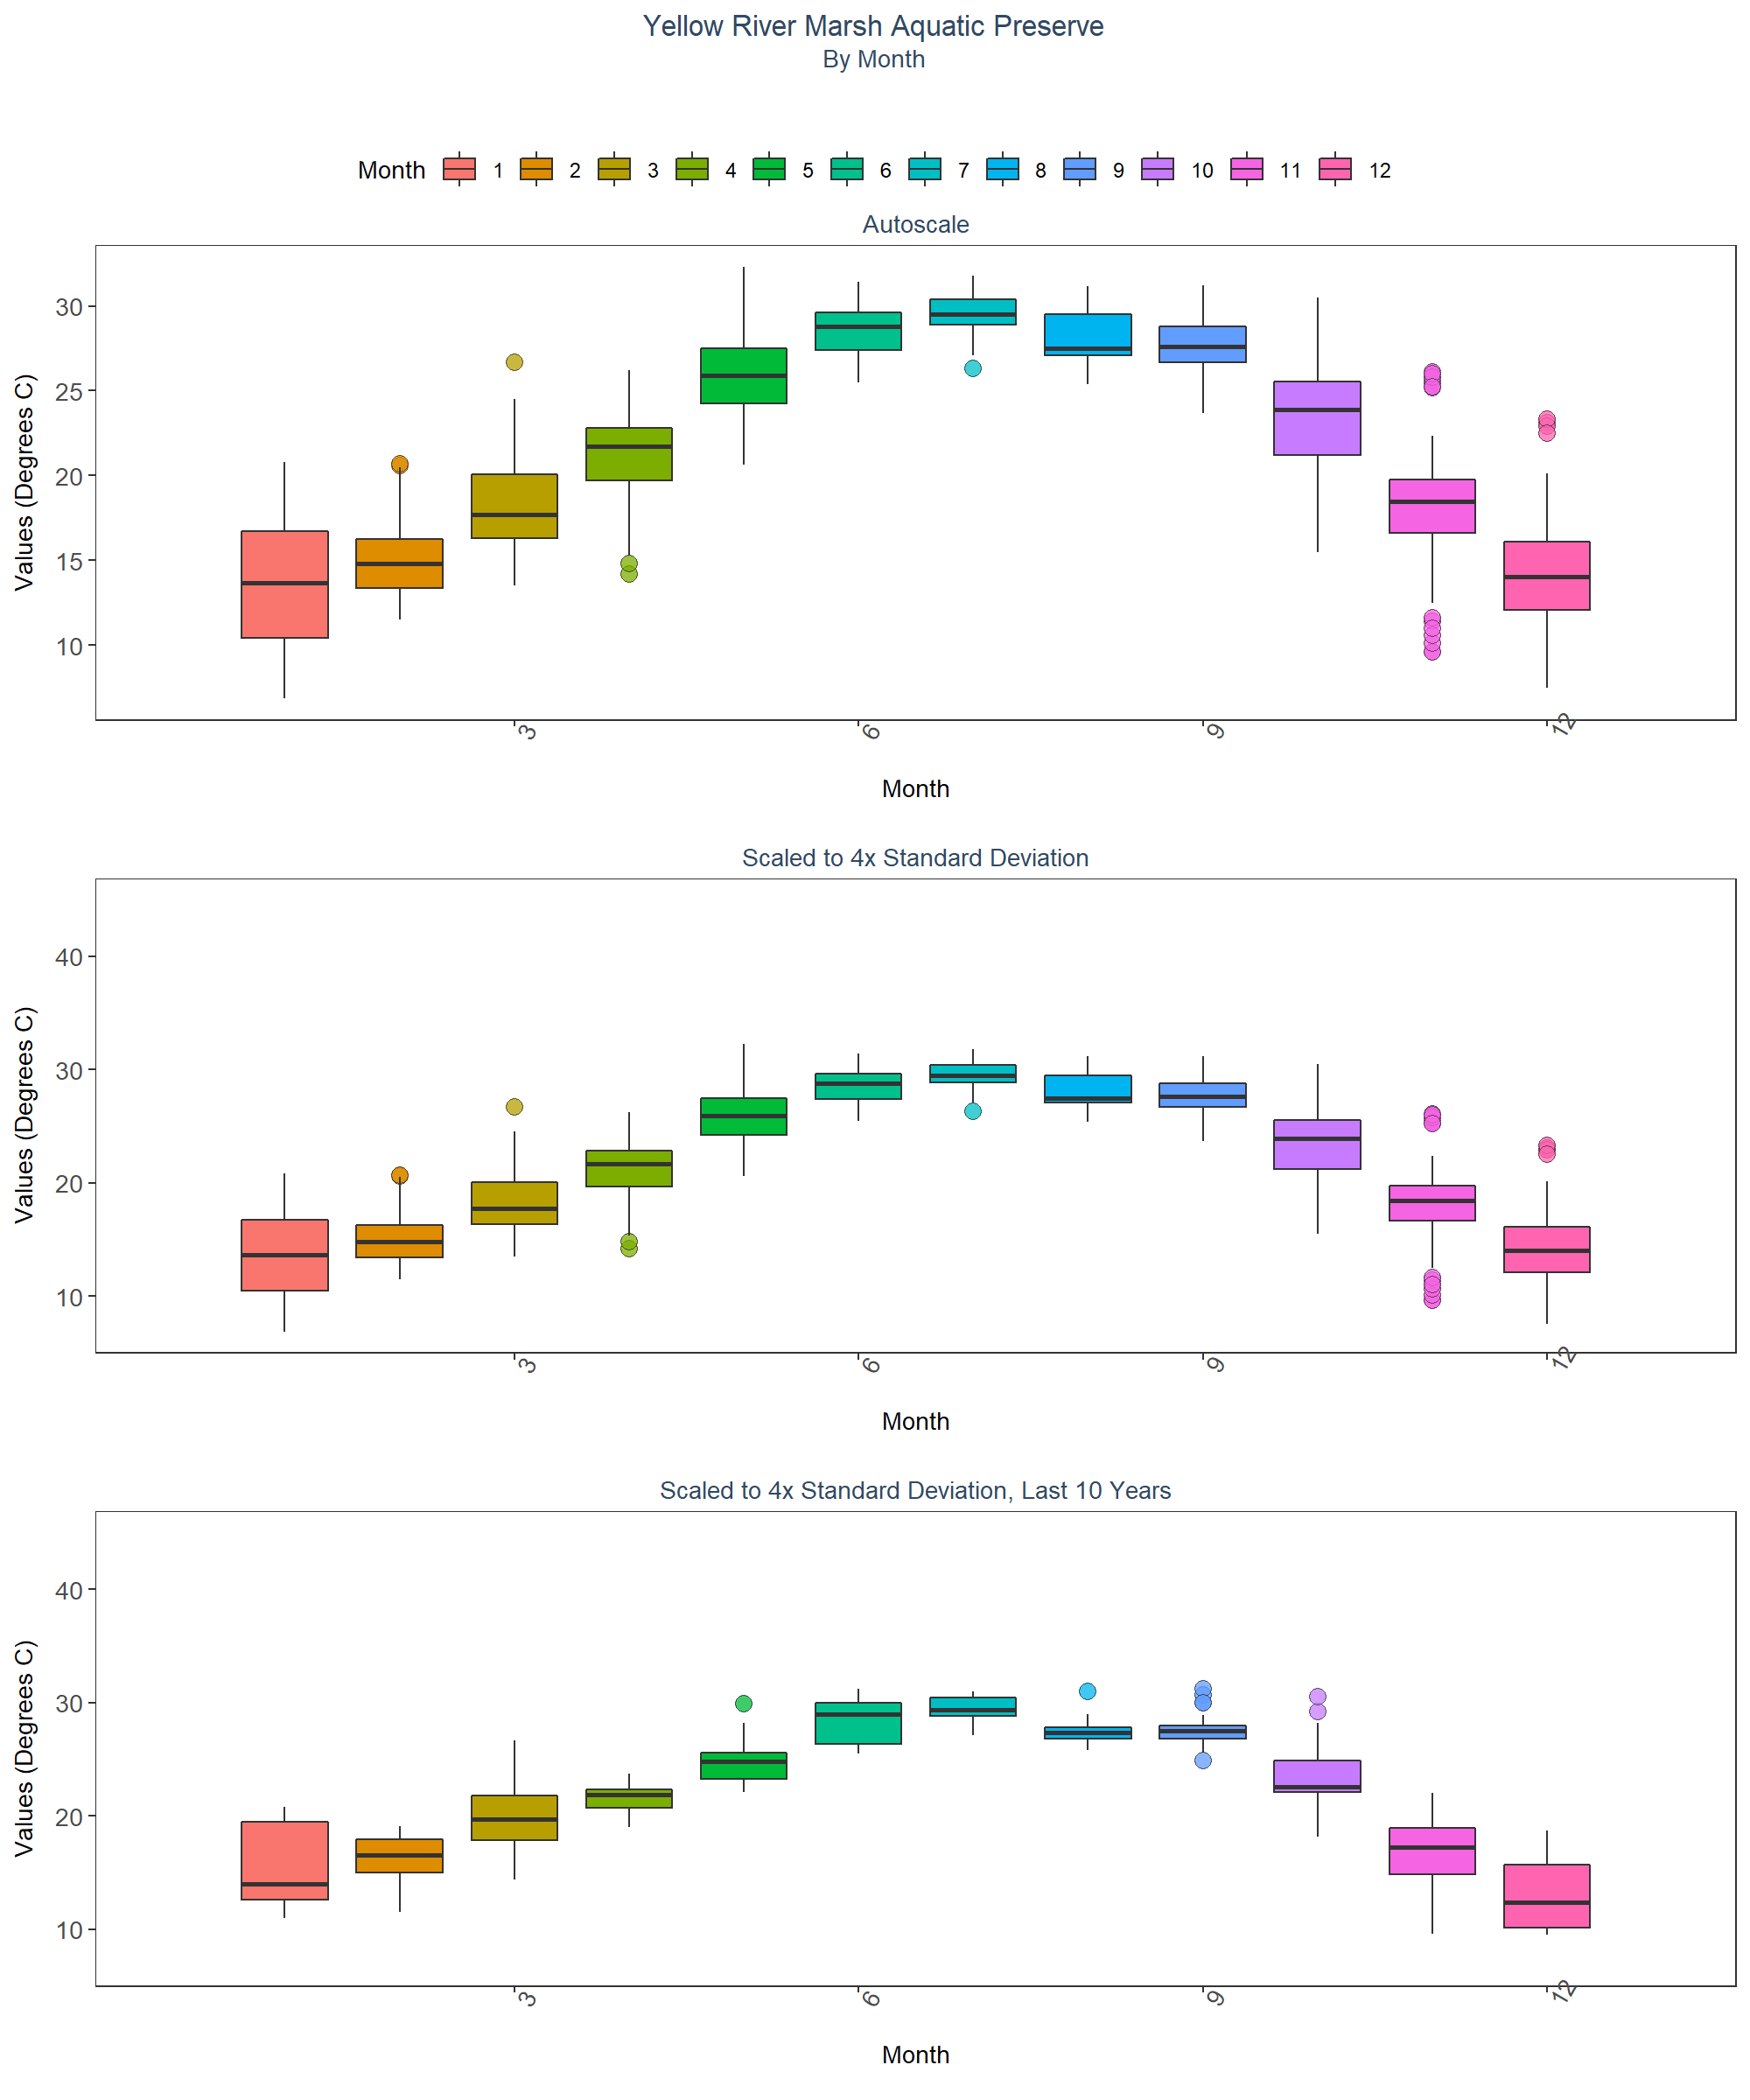 Yellow River Marsh Aquatic Preserve
By Month
Month 1 2 3 4 5 6 7 8 9 10 11 12
Autoscale
Values (Degrees C)
30
25
20
15
10
3 6 9 12
Month
Scaled to 4x Standard Deviation
Values (Degrees C)
40
30
20
10
3 6 9 12
Month
Scaled to 4x Standard Deviation, Last 10 Years
Values (Degrees C)
40
30
20
10
3 6 9 12
Month